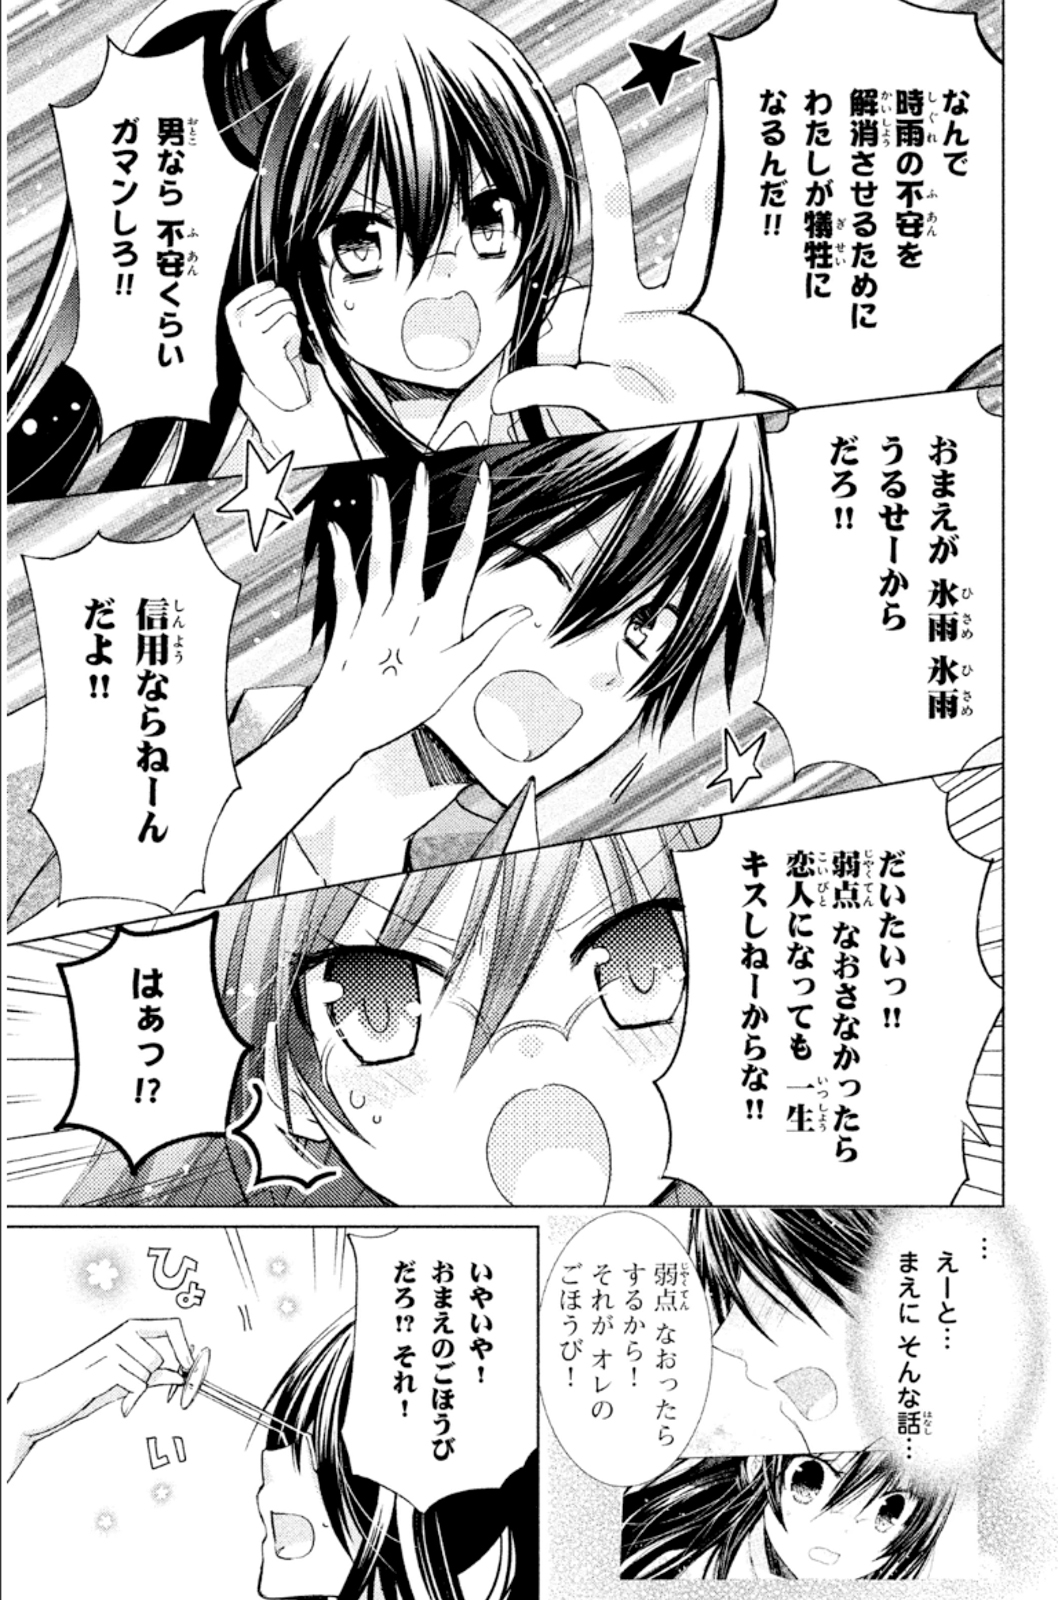 なんで
時雨の不安を
解消させるために
わたしが犠牲に
なるんだ!!
男なら 不安くらい
ガマンしろ!!
おまえが 氷雨 氷雨
うるせーから
だろ!!
信用ならねーん
だよ!!
だいたいっ!!
弱点 なおさなかったら
恋人になっても 一生
キスしねーからな!!
はぁっ!?
…
えーと…
まえに そんな話…
弱点 なおったら
するから!
それが オレの
ごほうび!
いやいや!
おまえのごほうび
だろ!? それ!
ひょい